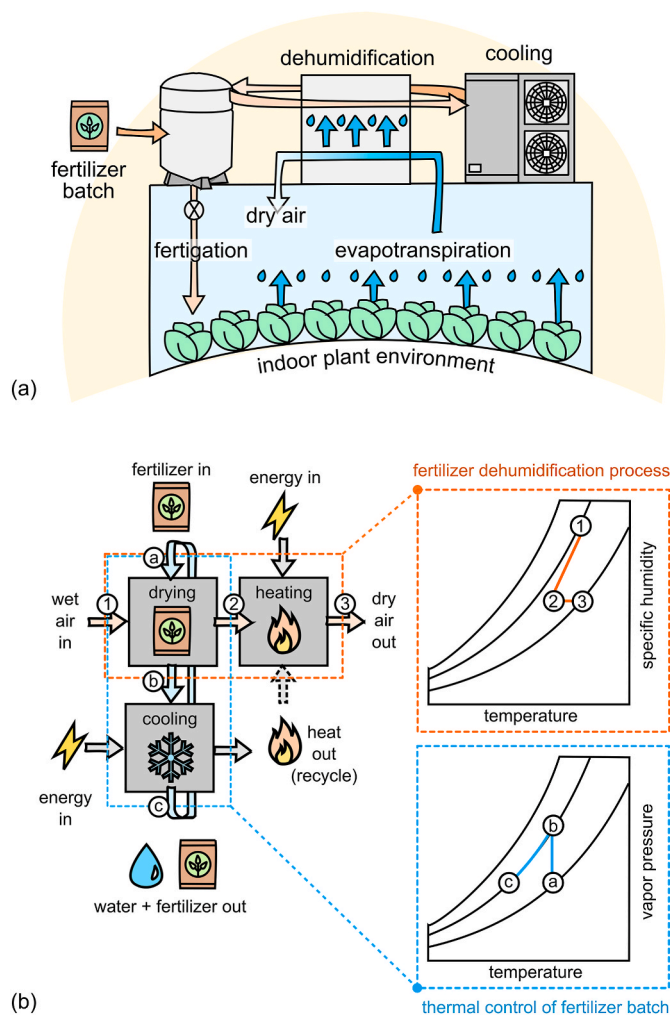 dehumidification
cooling
fertilizer
batch
dry air
fertigation
evapotranspiration
indoor plant environment
(a)
fertilizer in
energy in
fertilizer dehumidification process
a
drying
heating
wet
air
in
1
2
3
dry
air
out
b
cooling
energy
in
heat
out
(recycle)
c
water + fertilizer out
1
2
3
specific humidity
temperature
b
c
a
vapor pressure
temperature
(b)
thermal control of fertilizer batch